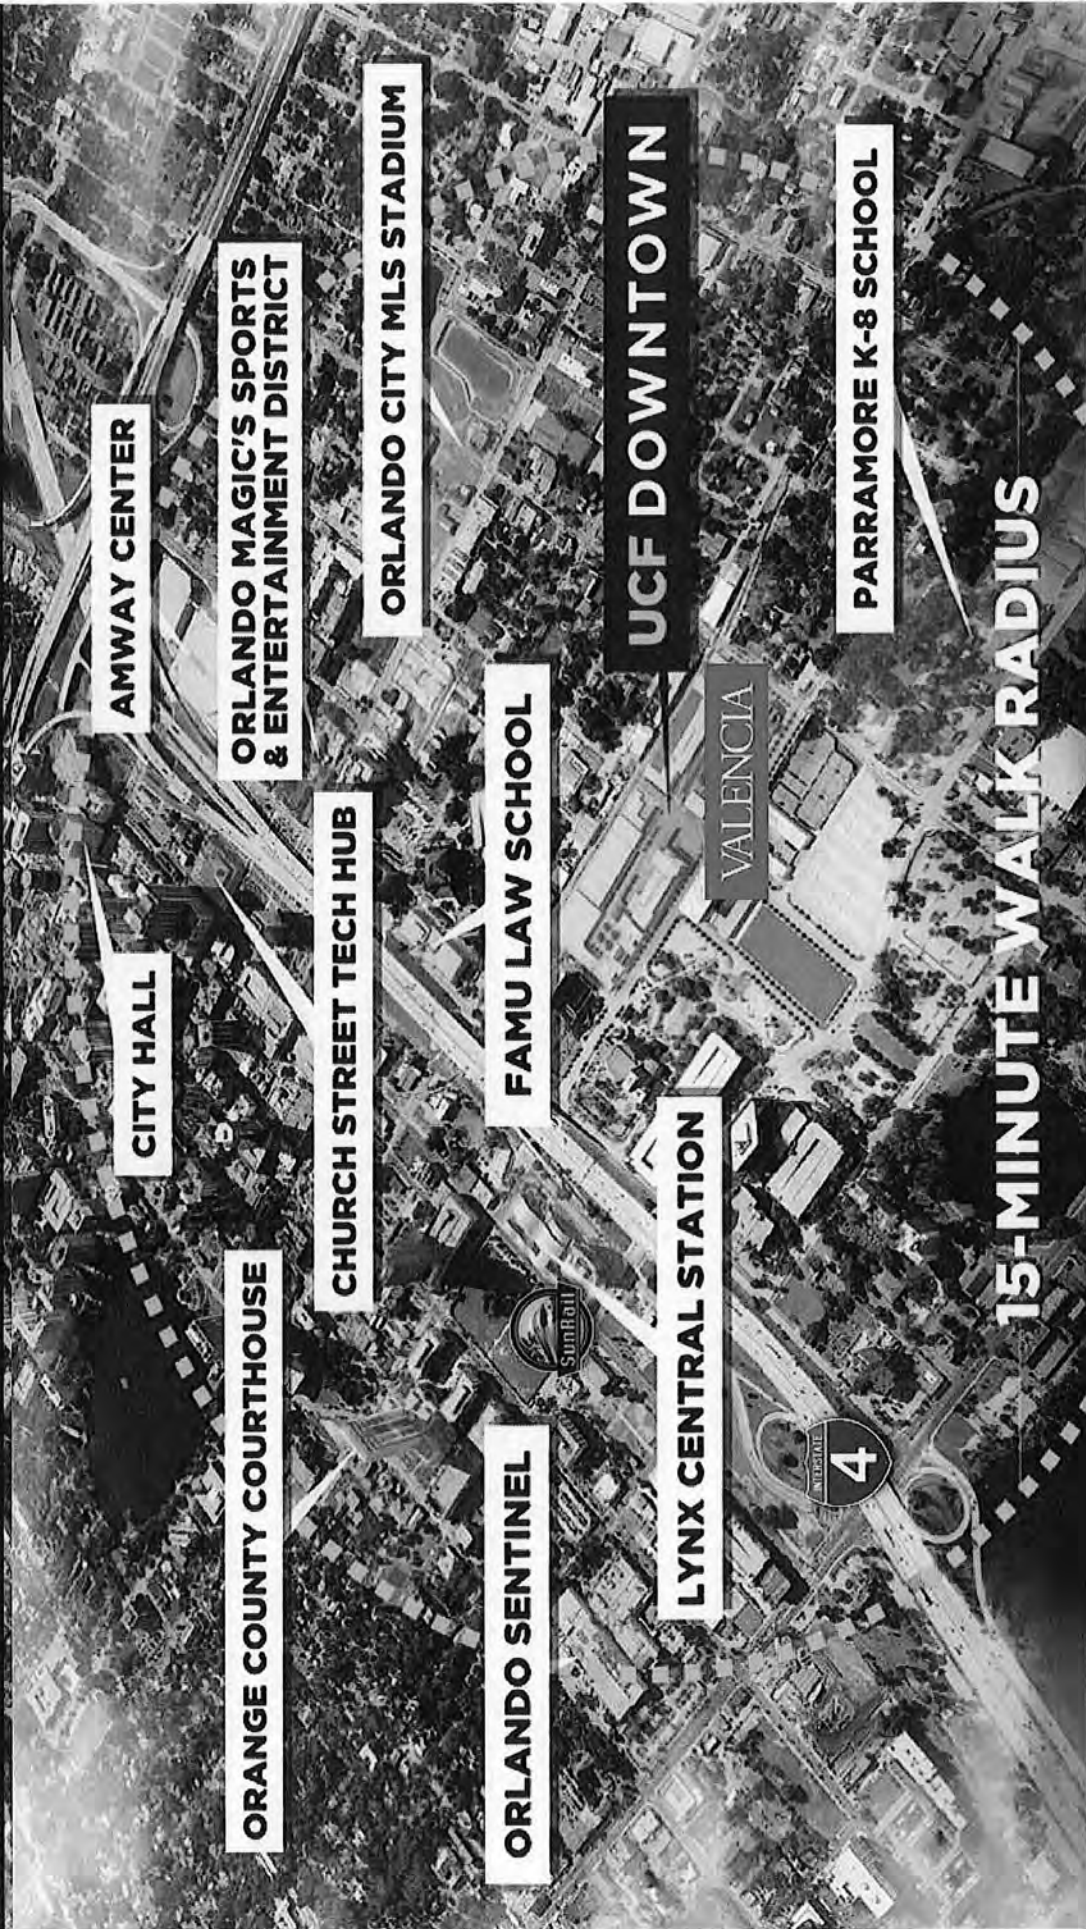 AMWAY CENTER
CITY HALL
ORLANDO MAGIC'S SPORTS
& ENTERTAINMENT DISTRICT
ORANGE COUNTY COURTHOUSE
CHURCH STREET TECH HUB
ORLANDO CITY MLS STADIUM
ORLANDO SENTINEL
FAMU LAW SCHOOL
SunRail
UCF DOWNTOWN
LYNX CENTRAL STATION
VALENCIA
INTERSTATE
4
PARRAMORE K-8 SCHOOL
15-MINUTE WALK RADIUS